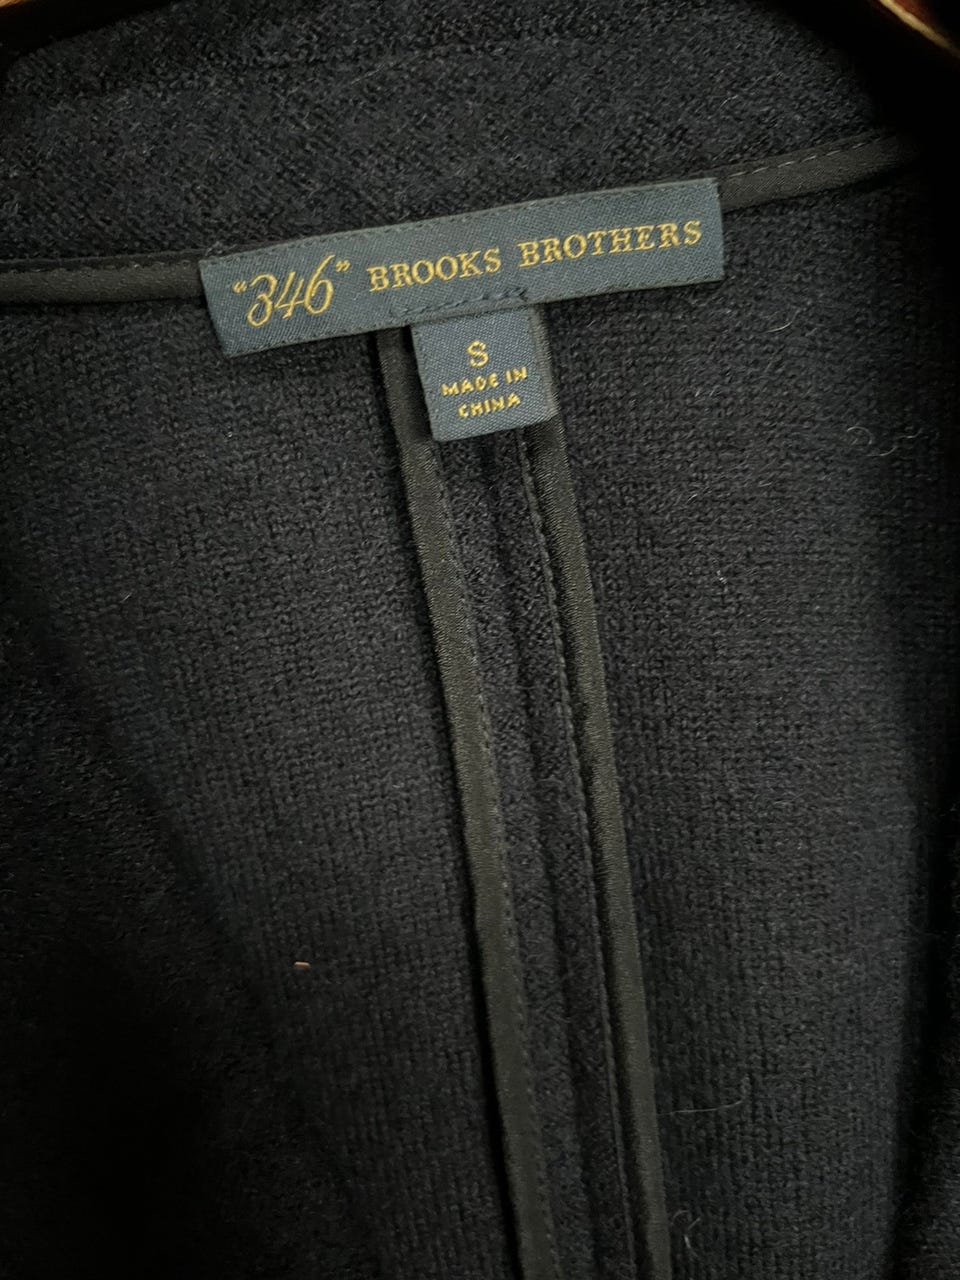 "346" BROOKS BROTHERS
S
MADE IN
CHINA